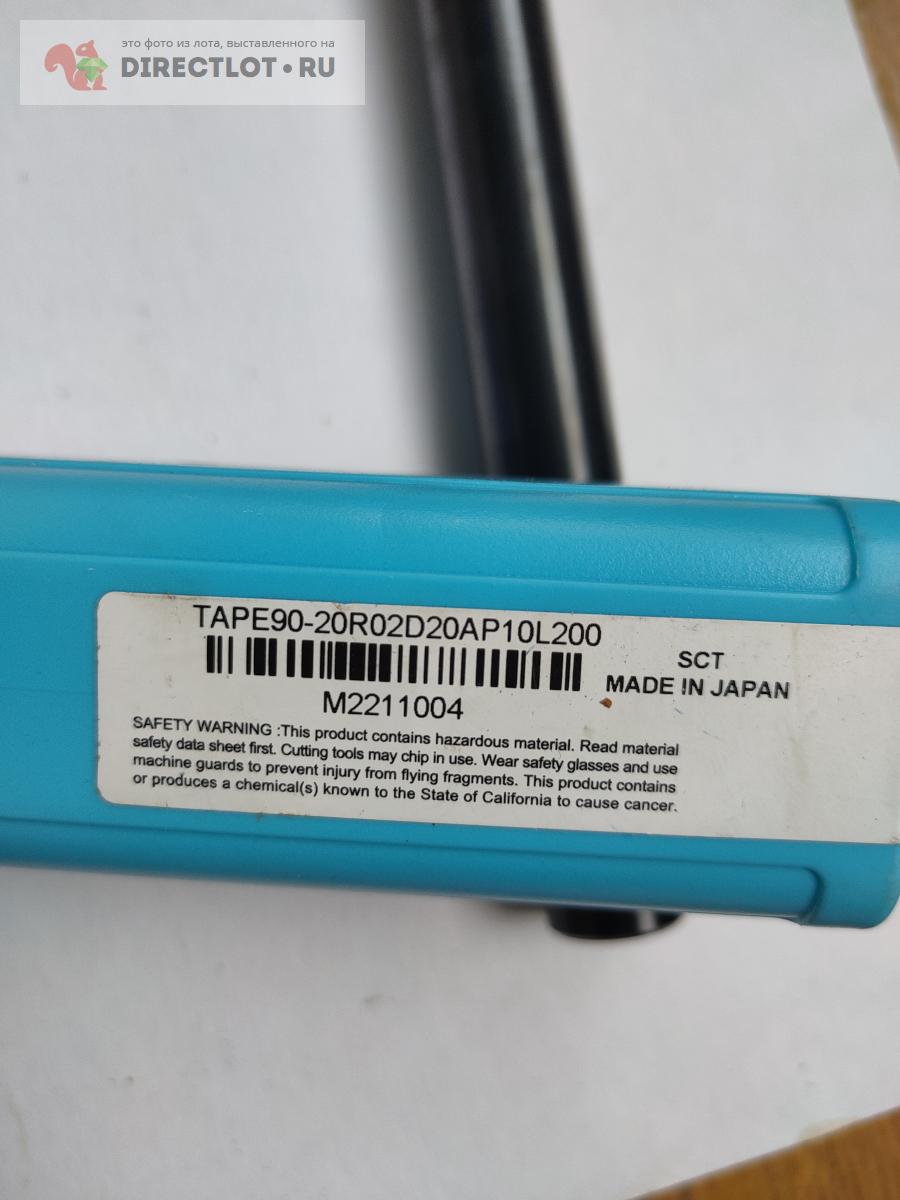 это фото из лота, выставленного на
DIRECTLOT.RU
TAPE90-20R02D20AP10L200
SCT
MADE IN JAPAN
M2211004
SAFETY WARNING :This product contains hazardous material. Read material
safety data sheet first. Cutting tools may chip in use. Wear safety glasses and use
machine guards to prevent injury from flying fragments. This product contains
or produces a chemical(s) known to the State of California to cause cancer.